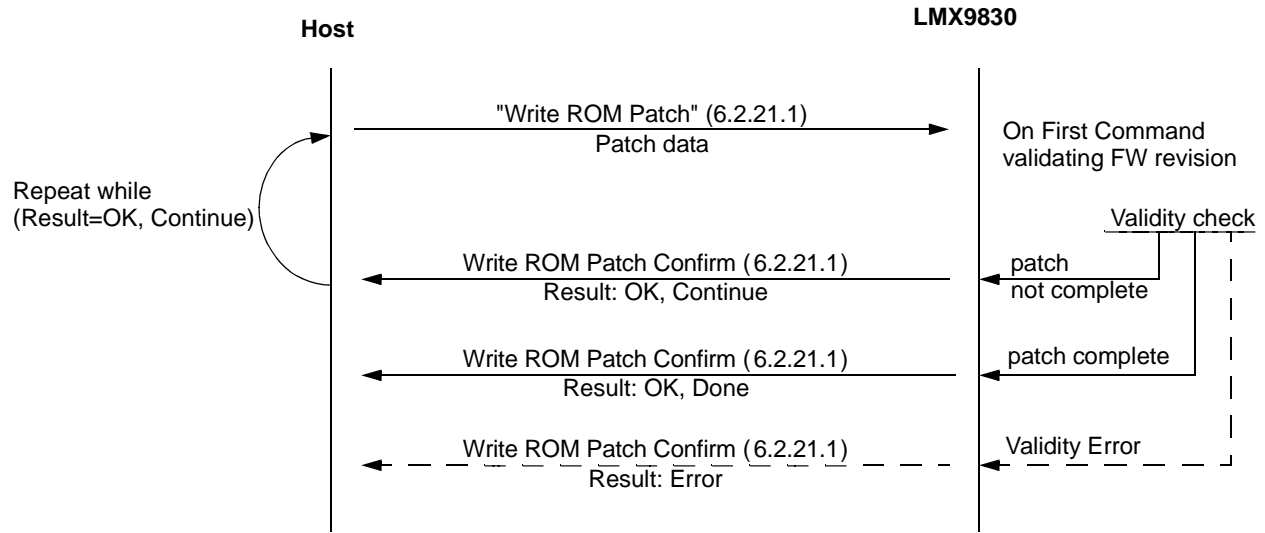 Host
LMX9830
"Write ROM Patch" (6.2.21.1)
Patch data
On First Command
validating FW revision
Repeat while
(Result=OK, Continue)
Validity check
Write ROM Patch Confirm (6.2.21.1)
Result: OK, Continue
patch
not complete
Write ROM Patch Confirm (6.2.21.1)
Result: OK, Done
patch complete
Write ROM Patch Confirm (6.2.21.1)
Result: Error
Validity Error